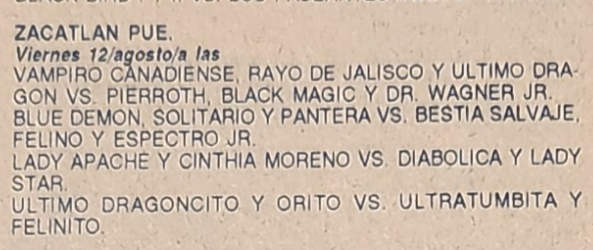 ZACATLAN PUE.
Viernes 12/agosto/a las
VAMPIRO CANADIENSE, RAYO DE JALISCO Y ULTIMO DRA-
GON VS. PIERROTH, BLACK MAGIC Y DR. WAGNER JR.
BLUE DEMON, SOLITARIO Y PANTERA VS. BESTIA SALVAJE,
FELINO Y ESPECTRO JR.
LADY APACHE Y CINTHIA MORENO VS. DIABOLICA Y LADY
STAR.
ULTIMO DRAGONCITO Y ORITO VS. ULTRATUMBITA Y
FELINITO.